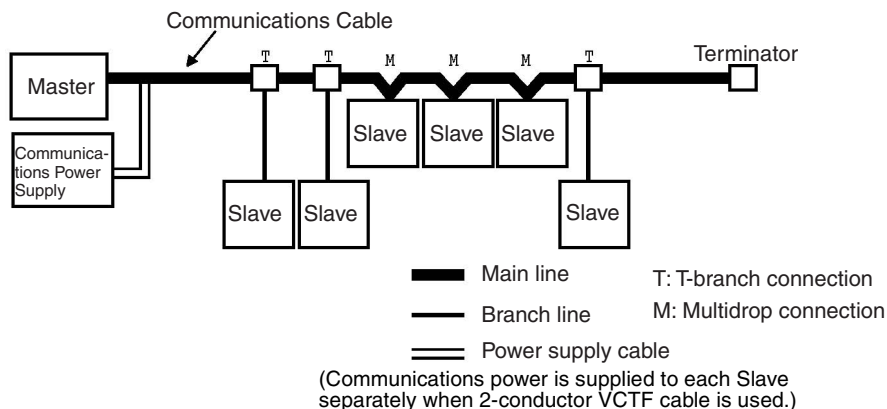 Communications Cable
T T M M M T
Terminator
Master
Slave Slave Slave
Communica-
tions Power
Supply
Slave Slave Slave
Main line
T: T-branch connection
Branch line
M: Multidrop connection
Power supply cable
(Communications power is supplied to each Slave
separately when 2-conductor VCTF cable is used.)